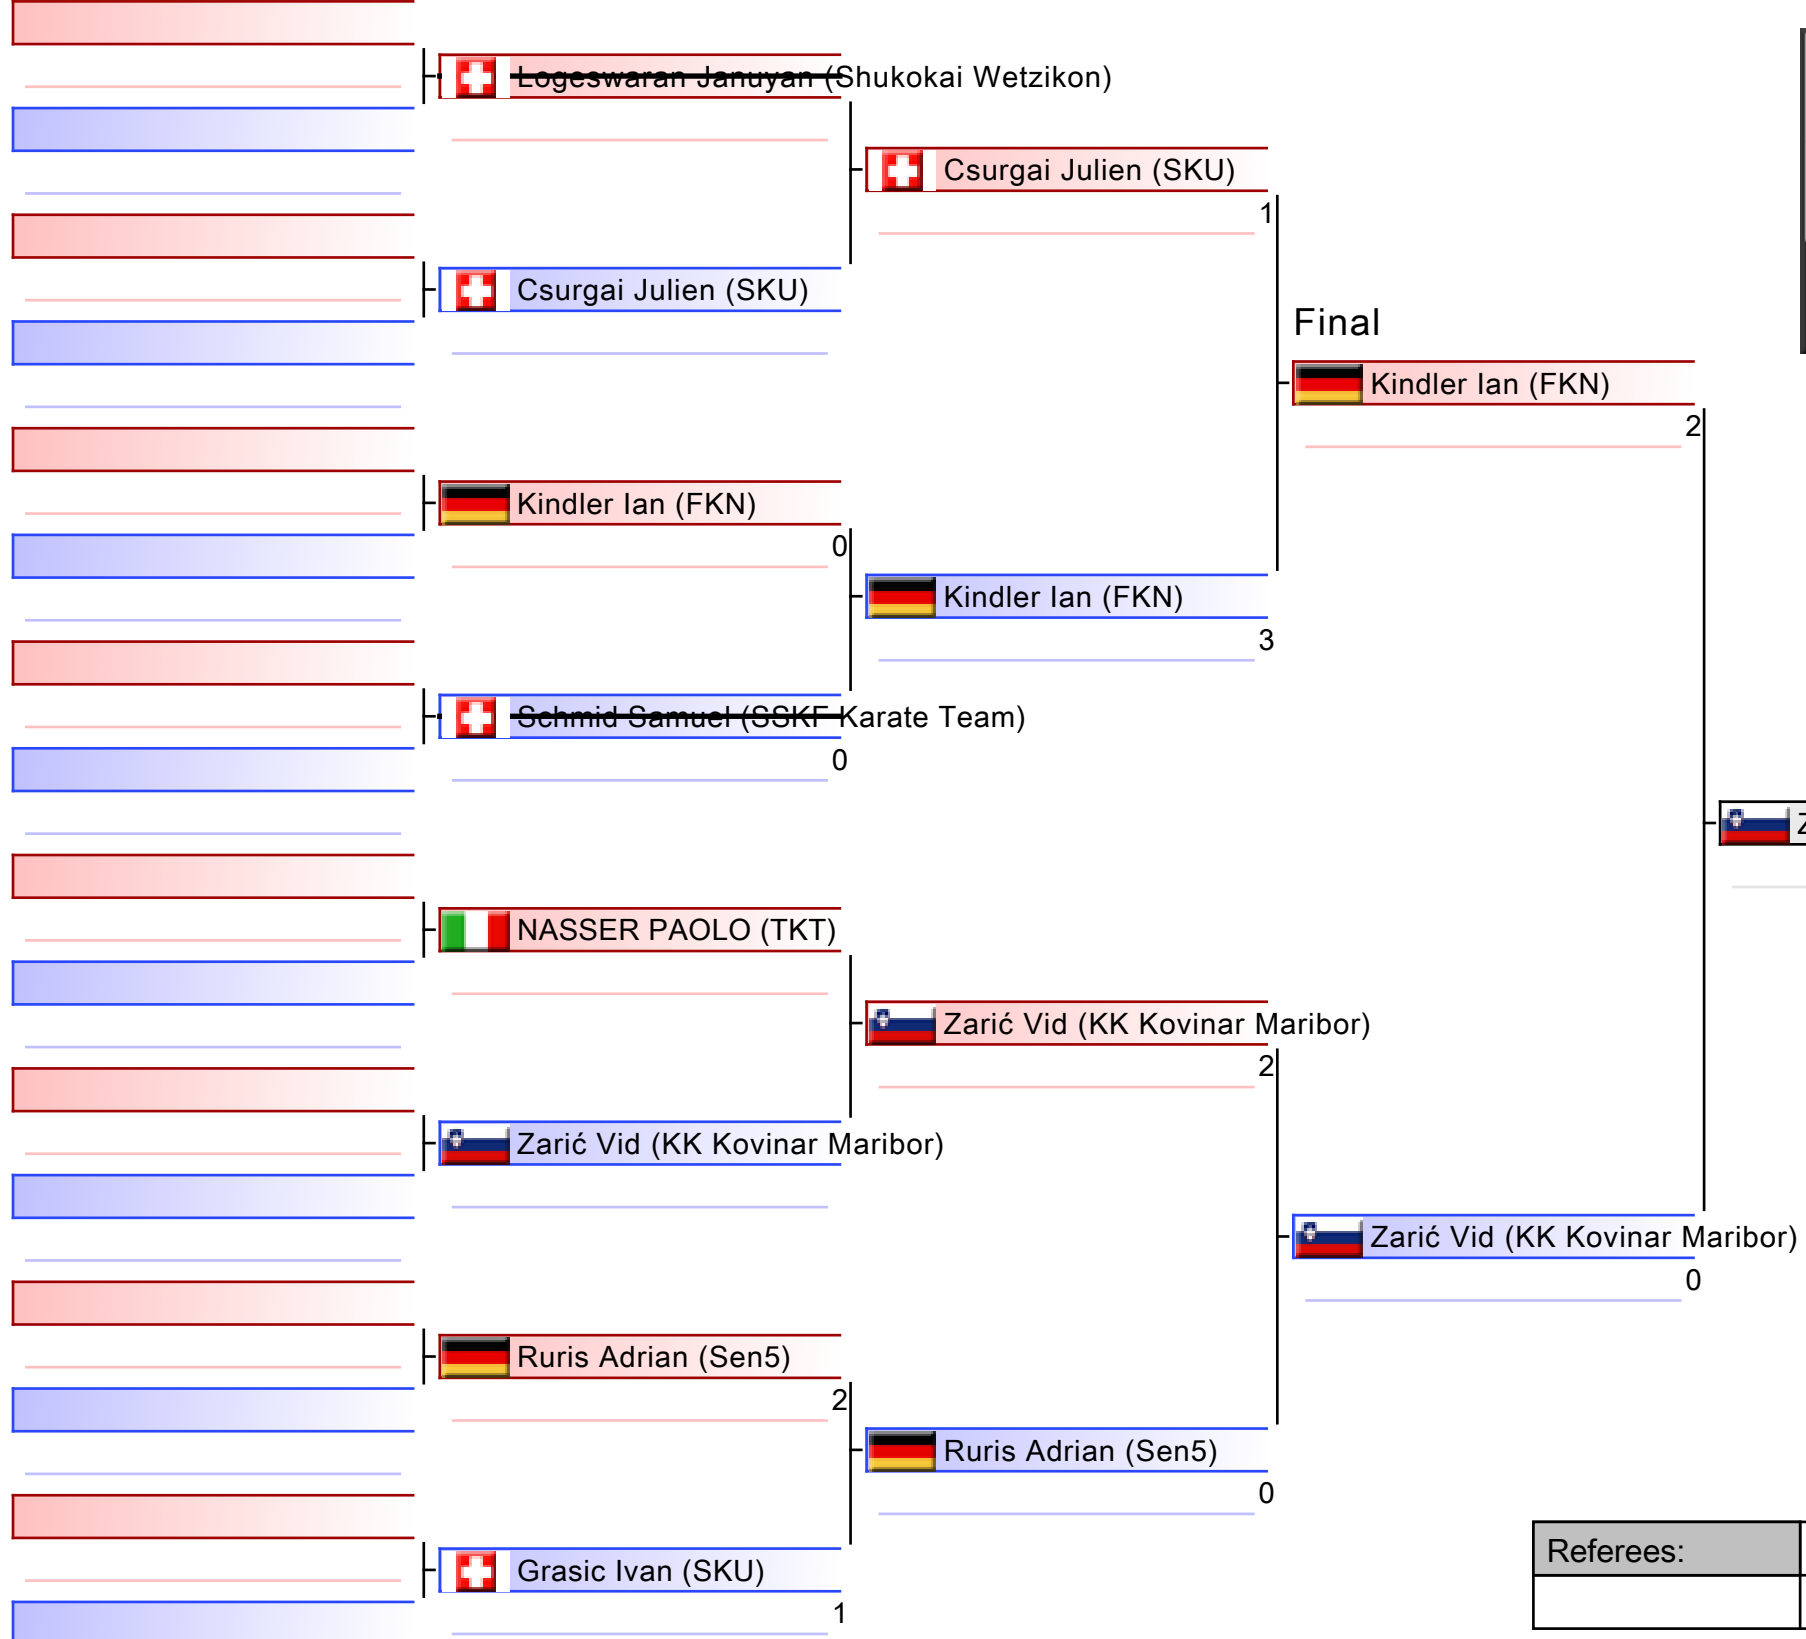 Logeswaran Januyan (Shukokai Wetzikon)
Csurgai Julien (SKU)
1
Csurgai Julien (SKU)
Final
Kindler Ian (FKN)
2
Kindler Ian (FKN)
0
Kindler Ian (FKN)
3
Schmid Samuel (SSKF Karate Team)
0
Z
NASSER PAOLO (TKT)
Zarić Vid (KK Kovinar Maribor)
2
Zarić Vid (KK Kovinar Maribor)
Zarić Vid (KK Kovinar Maribor)
0
Ruris Adrian (Sen5)
2
Ruris Adrian (Sen5)
0
Grasic Ivan (SKU)
1
Referees: